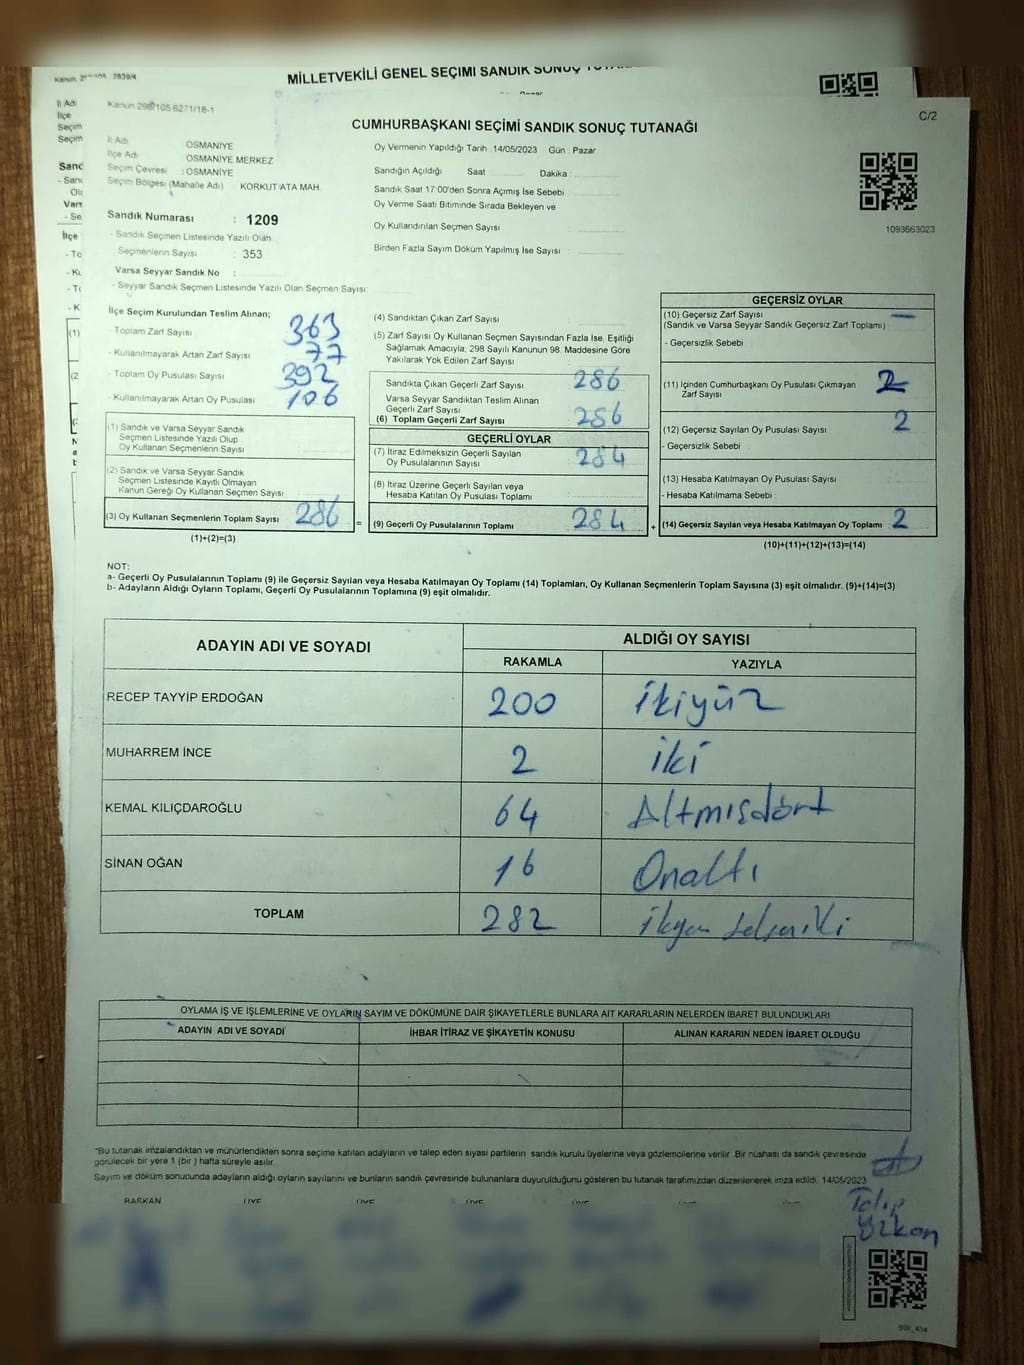 MİLLETVEKİLİ GENEL SEÇİMİ SANDIK SONUÇ
Kanun 298/105 6271/18-1
C/2
CUMHURBAŞKANI SEÇİMİ SANDIK SONUÇ TUTANAĞI
İl Adı OSMANİYE
İlçe Adı OSMANİYE MERKEZ
Seçim Çevresi : OSMANİYE
Seçim Bölgesi (Mahalle Adı) : KORKUT ATA MAH.
Sandık Numarası : 1209
- Sandık Seçmen Listesinde Yazılı Olan
Seçmenlerin Sayısı : 353
Varsa Seyyar Sandık No :
- Seyyar Sandık Seçmen Listesinde Yazılı Olan Seçmen Sayısı:
Oy Vermenin Yapıldığı Tarih 14/05/2023 Gün : Pazar
Sandığın Açıldığı Saat Dakika
Sandık Saat 17.00'den Sonra Açımış İse Sebebi
Oy Verme Saati Bitiminde Sırada Bekleyen ve
Oy Kullandırılan Seçmen Sayısı
Birden Fazla Sayım Döküm Yapılmış İse Sayısı
1093663023
İlçe Seçim Kurulundan Teslim Alınan;
- Toplam Zarf Sayısı 363
- Kullanılmayarak Artan Zarf Sayısı 77
- Toplam Oy Pusulası Sayısı 392
- Kullanılmayarak Artan Oy Pusulası 106
(1) Sandık ve Varsa Seyyar Sandık
Seçmen Listesinde Yazılı Olup
Oy Kullanan Seçmenlerin Sayısı
(2) Sandık ve Varsa Seyyar Sandık
Seçmen Listesinde Kayıtlı Olmayan
Kanun Gereği Oy Kullanan Seçmen Sayısı
(3) Oy Kullanan Seçmenlerin Toplam Sayısı 286
(1)+(2)=(3)
=
(4) Sandıktan Çıkan Zarf Sayısı
(5) Zarf Sayısı Oy Kullanan Seçmen Sayısından Fazla İse, Eşitliği
Sağlamak Amacıyla, 298 Sayılı Kanunun 98. Maddesine Göre
Yakılarak Yok Edilen Zarf Sayısı
Sandıkta Çıkan Geçerli Zarf Sayısı 286
Varsa Seyyar Sandıktan Teslim Alınan
Geçerli Zarf Sayısı
(6) Toplam Geçerli Zarf Sayısı 286
GEÇERLİ OYLAR
(7) İtiraz Edilmeksizin Geçerli Sayılan
Oy Pusulalarının Sayısı 284
(8) İtiraz Üzerine Geçerli Sayılan veya
Hesaba Katılan Oy Pusulası Toplamı
(9) Geçerli Oy Pusulalarının Toplamı 284
+
GEÇERSİZ OYLAR
(10) Geçersiz Zarf Sayısı —
(Sandık ve Varsa Seyyar Sandık Geçersiz Zarf Toplamı)
- Geçersizlik Sebebi
(11) İçinden Cumhurbaşkanı Oy Pusulası Çıkmayan
Zarf Sayısı 2
(12) Geçersiz Sayılan Oy Pusulası Sayısı 2
- Geçersizlik Sebebi
(13) Hesaba Katılmayan Oy Pusulası Sayısı
- Hesaba Katılmama Sebebi
(14) Geçersiz Sayılan veya Hesaba Katılmayan Oy Toplamı 2
(10)+(11)+(12)+(13)=(14)
NOT:
a- Geçerli Oy Pusulalarının Toplamı (9) ile Geçersiz Sayılan veya Hesaba Katılmayan Oy Toplamı (14) Toplamları, Oy Kullanan Seçmenlerin Toplam Sayısına (3) eşit olmalıdır. (9)+(14)=(3)
b- Adayların Aldığı Oyların Toplamı, Geçerli Oy Pusulalarının Toplamına (9) eşit olmalıdır.
ADAYIN ADI VE SOYADI ALDIĞI OY SAYISI
RAKAMLA YAZIYLA
RECEP TAYYİP ERDOĞAN 200 İkiyüz
MUHARREM İNCE 2 iki
KEMAL KILIÇDAROĞLU 64 Altmışdört
SİNAN OĞAN 16 Onaltı
TOPLAM 282
OYLAMA İŞ VE İŞLEMLERİNE VE OYLARIN SAYIM VE DÖKÜMÜNE DAİR ŞİKAYETLERLE BUNLARA AİT KARARLARIN NELERDEN İBARET BULUNDUKLARI
ADAYIN ADI VE SOYADI İHBAR İTİRAZ VE ŞİKAYETİN KONUSU ALINAN KARARIN NEDEN İBARET OLDUĞU
"Bu tutanak imzalandıktan ve mühürlendikten sonra seçime katılan adayların ve talep eden siyasi partilerin sandık kurulu üyelerine veya gözlemcilerine verilir. Bir nüshası da sandık çevresinde
görülecek bir yere 1 (bir ) hafta süreyle asılır.
Sayım ve döküm sonucunda adayların aldığı oyların sayılarını ve bunların sandık çevresinde bulunanlara duyurulduğunu gösteren bu tutanak tarafımızdan düzenlenerek imza edildi. 14/05/2023
BAŞKAN ÜYE ÜYE ÜYE ÜYE